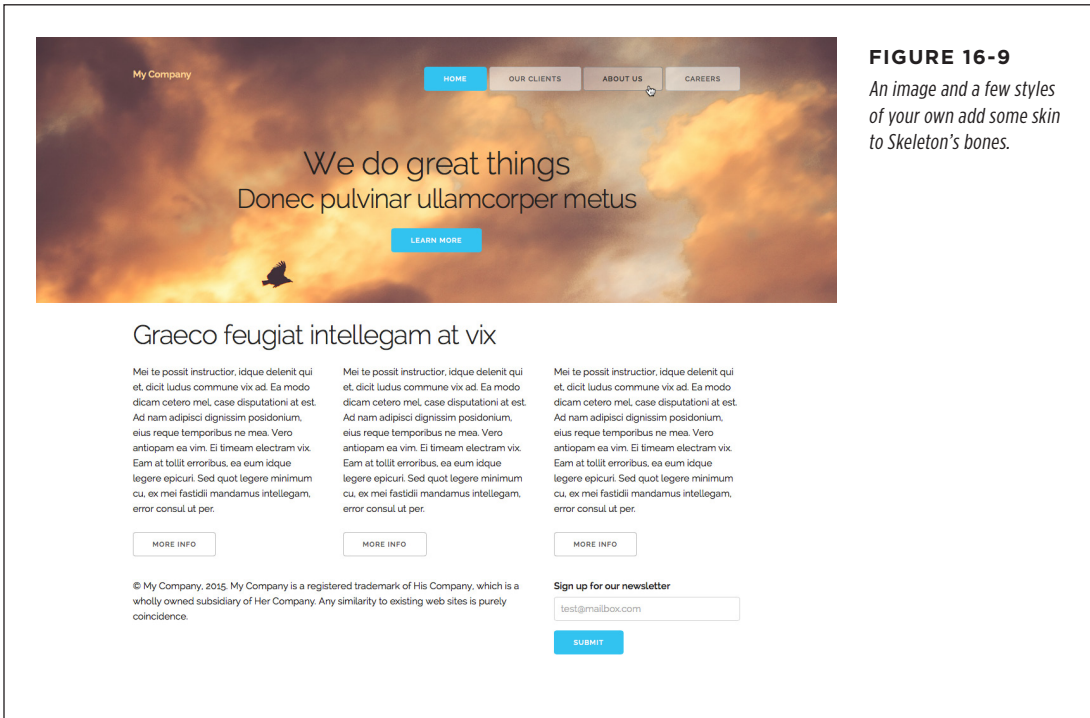 FIGURE 16-9
An image and a few styles
of your own add some skin
to Skeleton's bones.
My Company
HOME
OUR CLIENTS
ABOUT US
CAREERS
We do great things
Donec pulvinar ullamcorper metus
LEARN MORE
Graeco feugiat intellegam at vix
Mei te possit instructior, idque delenit qui
et, dicit ludus commune vix ad. Ea modo
dicam cetero mel, case disputationi at est.
Ad nam adipisci dignissim posidonium,
eius reque temporibus ne mea. Vero
antiopam ea vim. Ei timeam electram vix.
Eam at tollit erroribus, ea eum idque
legere epicuri. Sed quot legere minimum
cu, ex mei fastidii mandamus intellegam,
error consul ut per.
MORE INFO
Mei te possit instructior, idque delenit qui
et, dicit ludus commune vix ad. Ea modo
dicam cetero mel, case disputationi at est.
Ad nam adipisci dignissim posidonium,
eius reque temporibus ne mea. Vero
antiopam ea vim. Ei timeam electram vix.
Eam at tollit erroribus, ea eum idque
legere epicuri. Sed quot legere minimum
cu, ex mei fastidii mandamus intellegam,
error consul ut per.
MORE INFO
Mei te possit instructior, idque delenit qui
et, dicit ludus commune vix ad. Ea modo
dicam cetero mel, case disputationi at est.
Ad nam adipisci dignissim posidonium,
eius reque temporibus ne mea. Vero
antiopam ea vim. Ei timeam electram vix.
Eam at tollit erroribus, ea eum idque
legere epicuri. Sed quot legere minimum
cu, ex mei fastidii mandamus intellegam,
error consul ut per.
MORE INFO
© My Company, 2015. My Company is a registered trademark of His Company, which is a
wholly owned subsidiary of Her Company. Any similarity to existing web sites is purely
coincidence.
Sign up for our newsletter
test@mailbox.com
SUBMIT